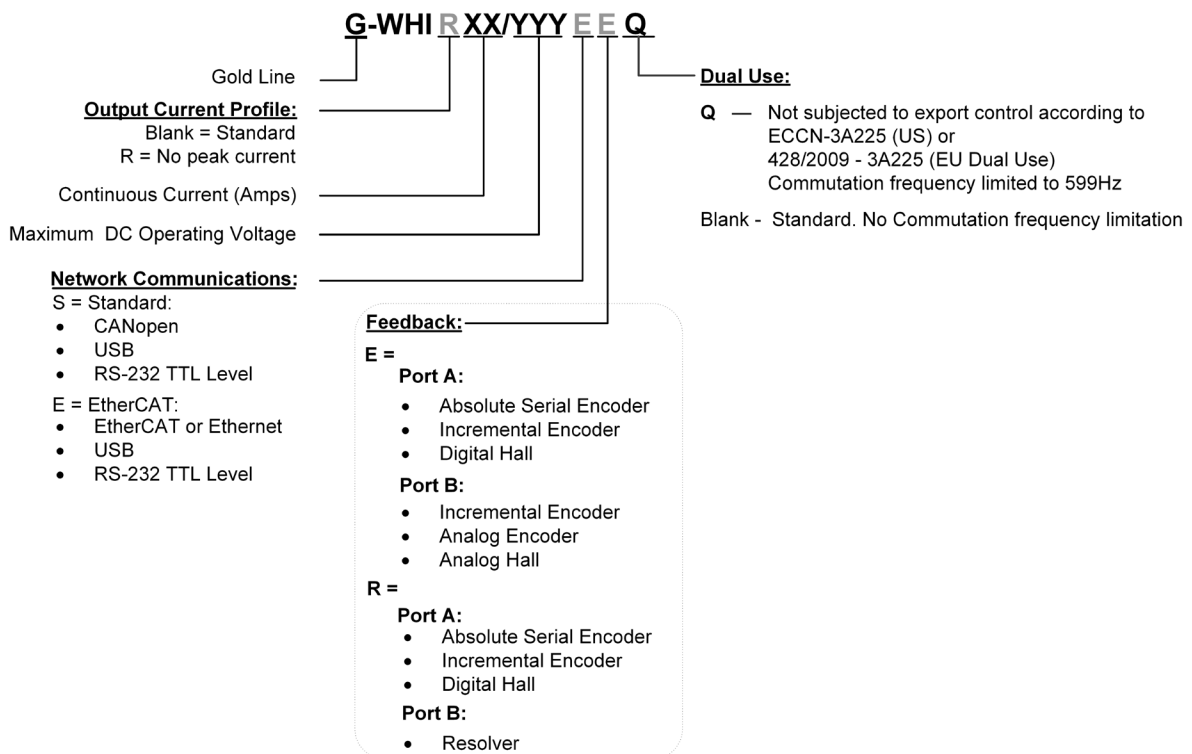 G-WHI R XX/YYY E E Q
Gold Line
Output Current Profile:
Blank = Standard
R = No peak current
Continuous Current (Amps)
Maximum DC Operating Voltage
Network Communications:
S = Standard:
• CANopen
• USB
• RS-232 TTL Level
E = EtherCAT:
• EtherCAT or Ethernet
• USB
• RS-232 TTL Level
Feedback:
E =
Port A:
• Absolute Serial Encoder
• Incremental Encoder
• Digital Hall
Port B:
• Incremental Encoder
• Analog Encoder
• Analog Hall
R =
Port A:
• Absolute Serial Encoder
• Incremental Encoder
• Digital Hall
Port B:
• Resolver
Dual Use:
Q — Not subjected to export control according to
ECCN-3A225 (US) or
428/2009 - 3A225 (EU Dual Use)
Commutation frequency limited to 599Hz
Blank - Standard. No Commutation frequency limitation